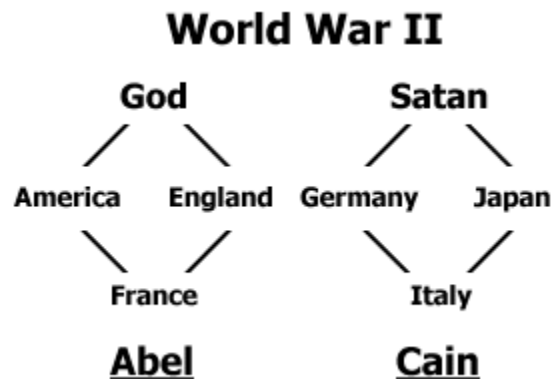 World War II
God Satan
America England Germany Japan
France Italy
Abel Cain